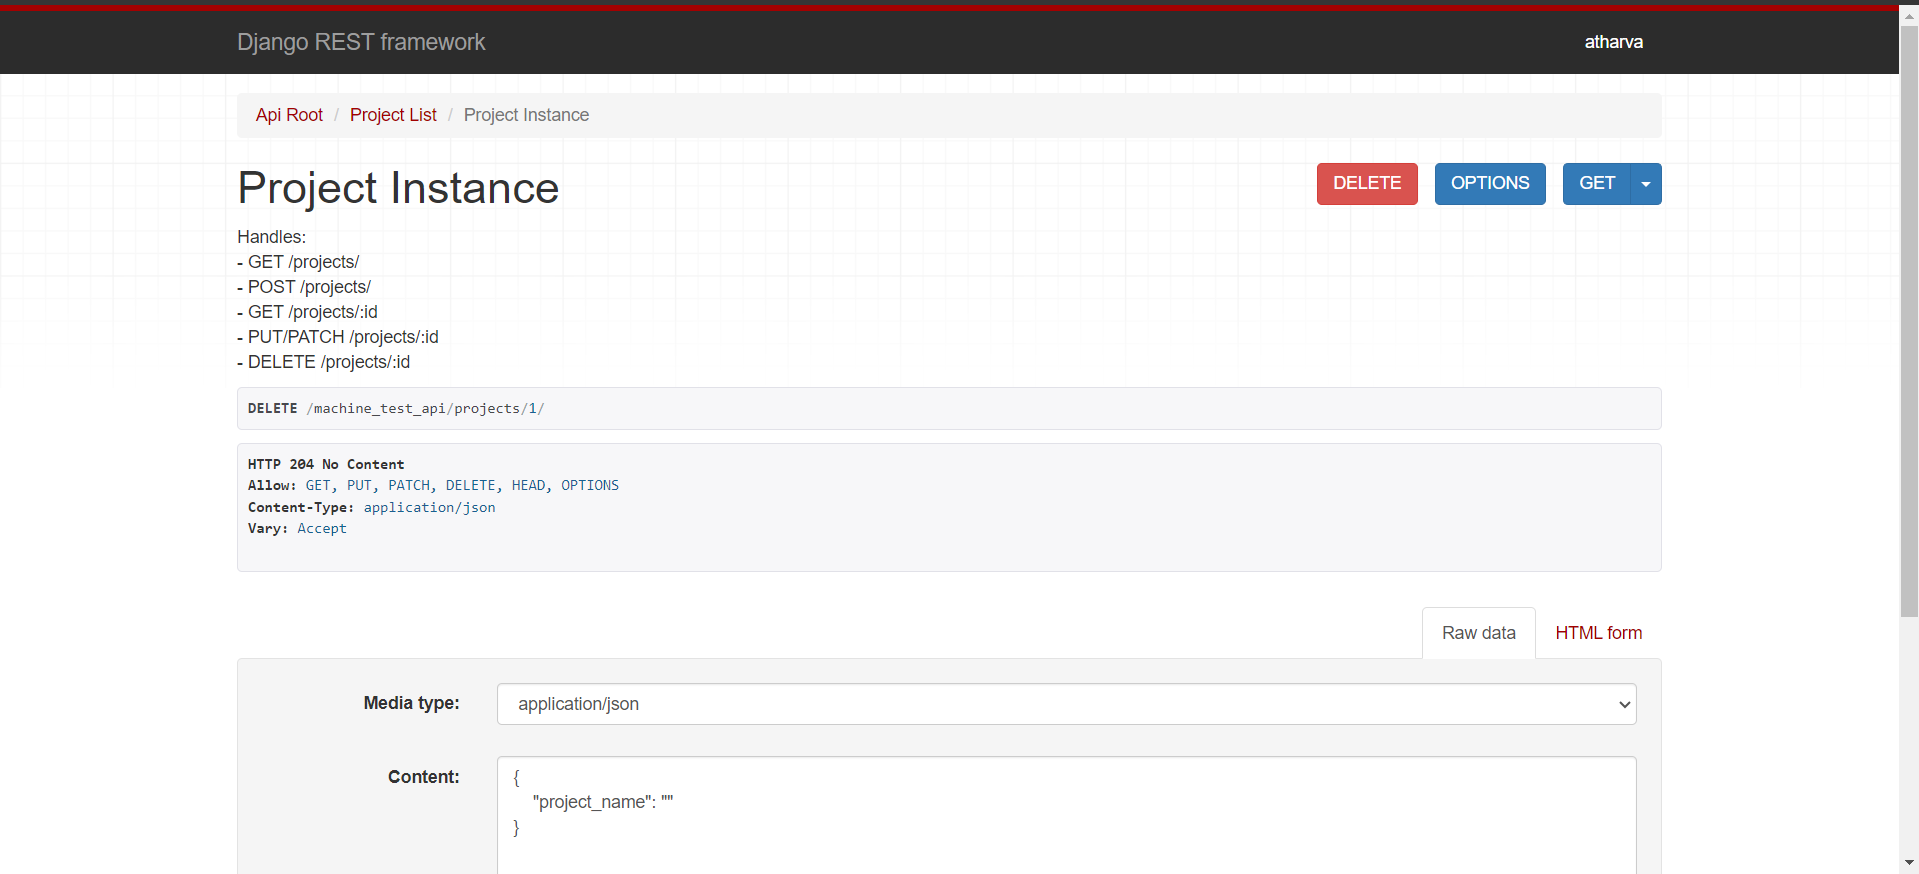 Django REST framework
atharva
Api Root / Project List / Project Instance
Project Instance
DELETE
OPTIONS
GET
Handles:
- GET /projects/
- POST /projects/
- GET /projects/:id
- PUT/PATCH /projects/:id
- DELETE /projects/:id
DELETE /machine_test_api/projects/1/
HTTP 204 No Content
Allow: GET, PUT, PATCH, DELETE, HEAD, OPTIONS
Content-Type: application/json
Vary: Accept
Raw data
HTML form
Media type:
application/json
Content:
{
"project_name": ""
}